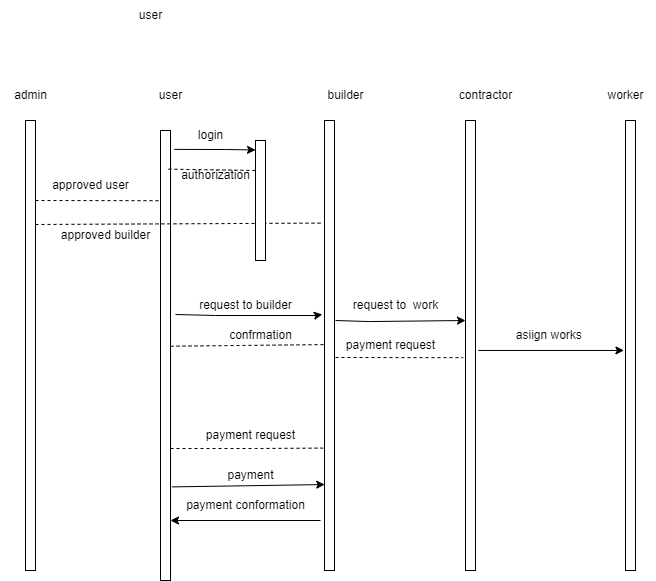 user
admin
user
builder
contractor
worker
login
authorization
approved user
approved builder
request to builder
request to  work
confrmation
payment request
asiign works
payment request
payment
payment conformation